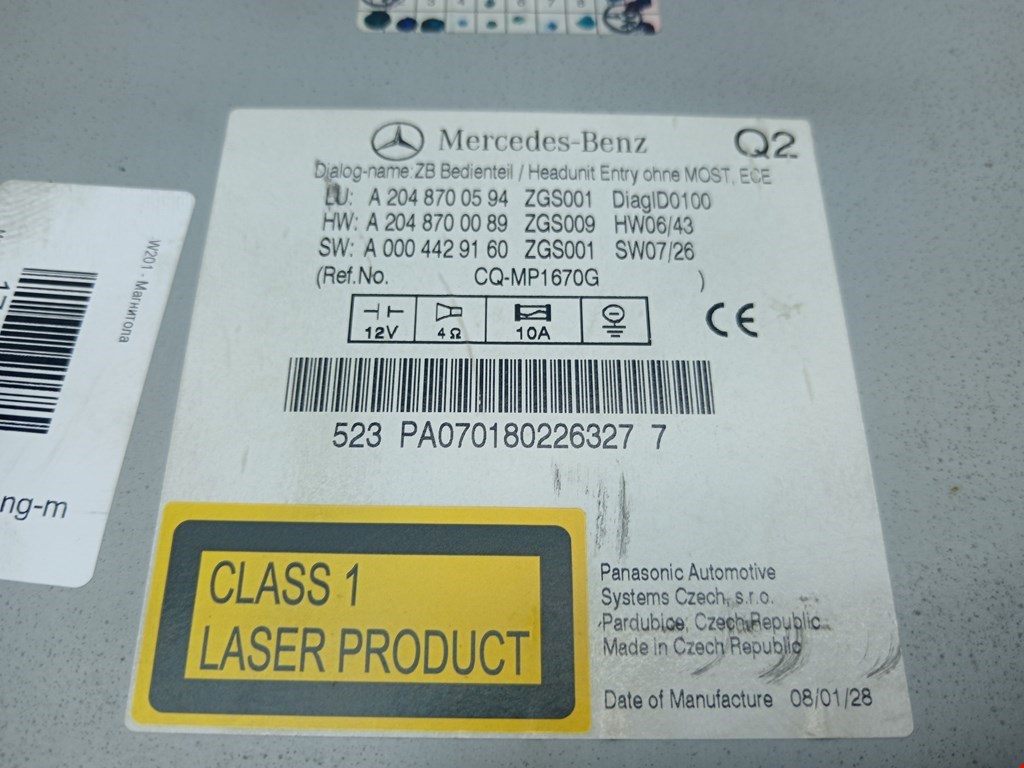 Mercedes-Benz Q2
Dialog-name: ZB Bedienteil / Headunit Entry ohne MOST, ECE
LU: A 204 870 05 94 ZGS001 DiagID0100
HW: A 204 870 00 89 ZGS009 HW06/43
SW: A 000 442 91 60 ZGS001 SW07/26
(Ref.No. CQ-MP1670G )
12V 4Ω 10A
CE
523 PA070180226327 7
CLASS 1
LASER PRODUCT
Panasonic Automotive
Systems Czech, s.r.o.
Pardubice, Czech Republic
Made in Czech Republic
Date of Manufacture 08/01/28
W201 - Магнитола
ng-m